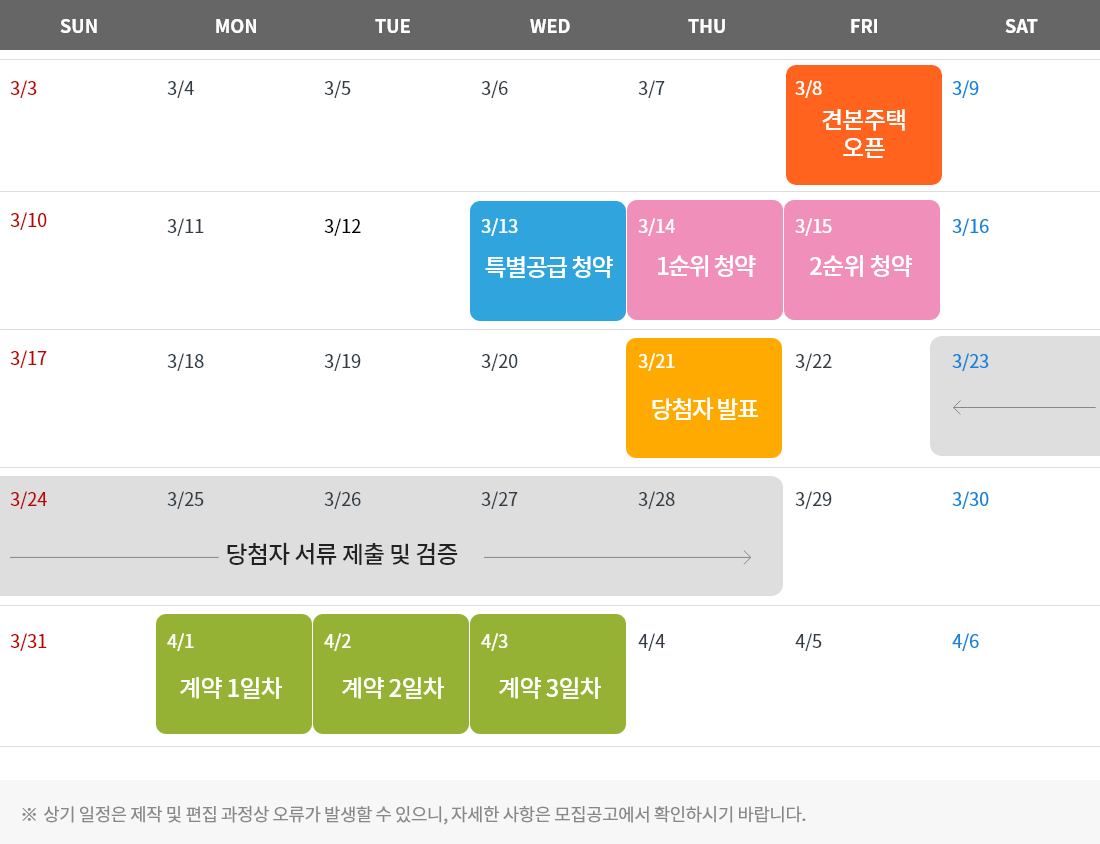 SUN MON TUE WED THU FRI SAT
3/3 3/4 3/5 3/6 3/7 3/8 3/9
견본주택
오픈
3/10 3/11 3/12 3/13 3/14 3/15 3/16
특별공급 청약 1순위 청약 2순위 청약
3/17 3/18 3/19 3/20 3/21 3/22 3/23
당첨자 발표
3/24 3/25 3/26 3/27 3/28 3/29 3/30
당첨자 서류 제출 및 검증
3/31 4/1 4/2 4/3 4/4 4/5 4/6
계약 1일차 계약 2일차 계약 3일차
※ 상기 일정은 제작 및 편집 과정상 오류가 발생할 수 있으니, 자세한 사항은 모집공고에서 확인하시기 바랍니다.